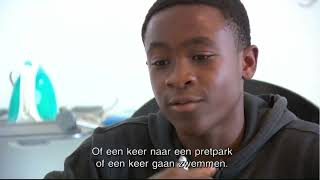 Of een keer naar een pretpark
of een keer gaan zwemmen.